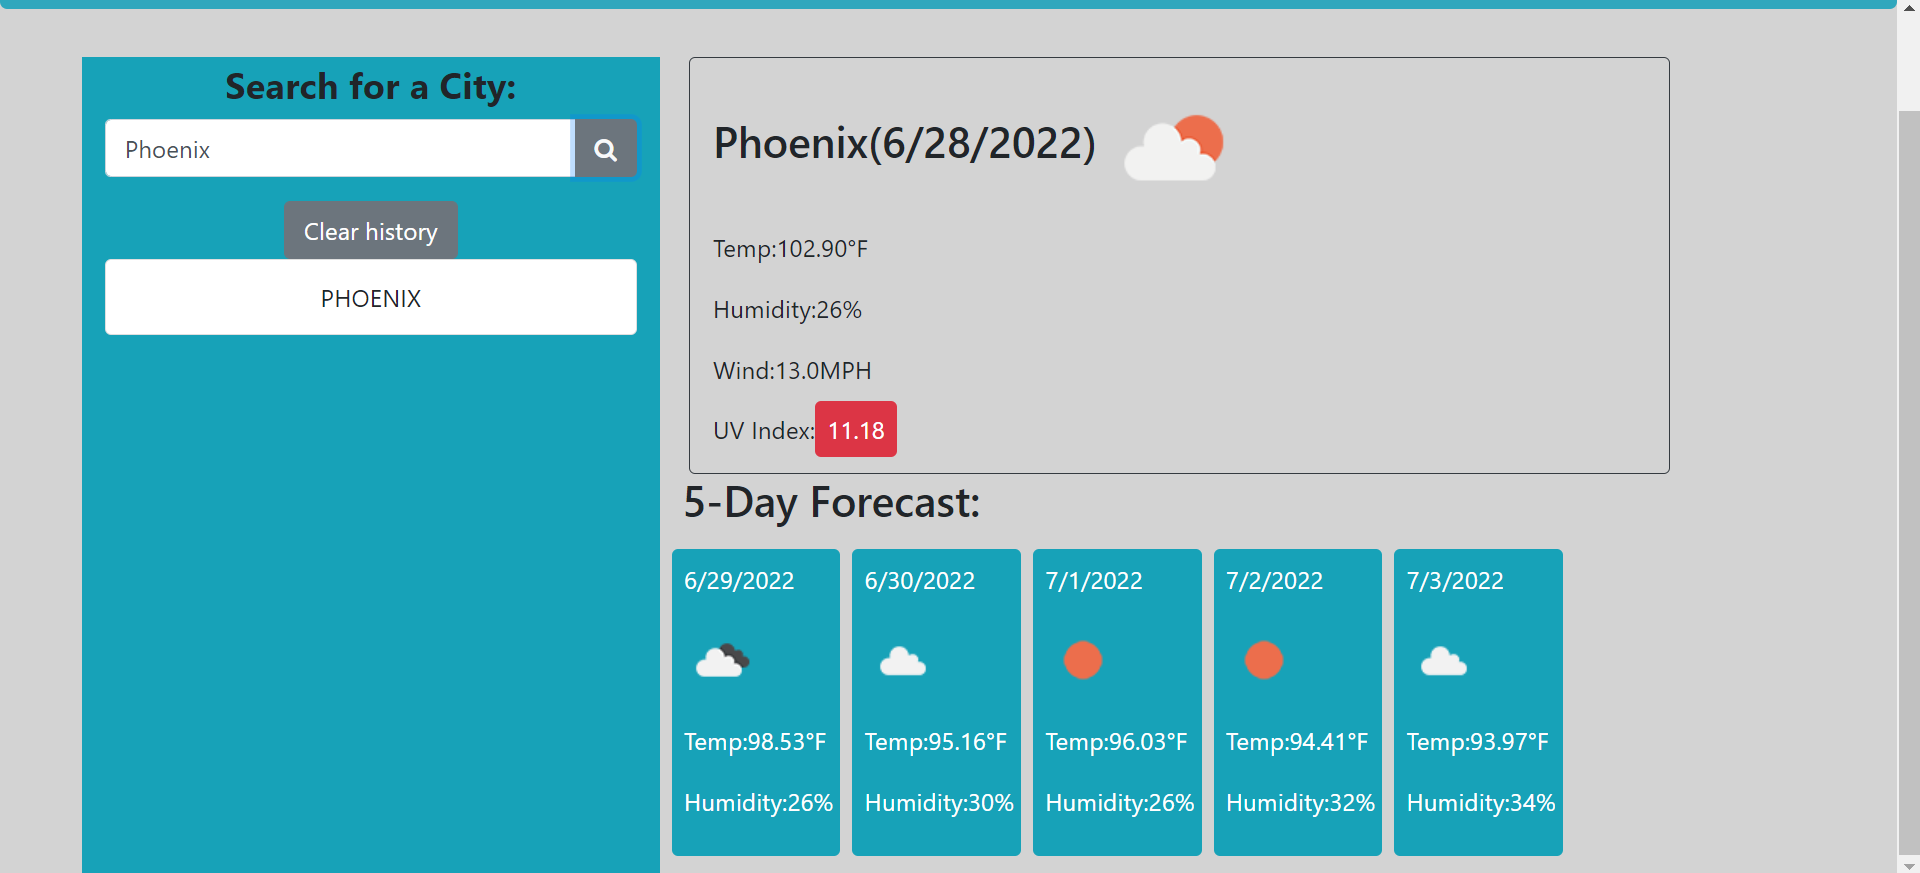 Search for a City:
Phoenix
Clear history
PHOENIX
Phoenix(6/28/2022)
Temp:102.90°F
Humidity:26%
Wind:13.0MPH
UV Index:11.18
5-Day Forecast:
6/29/2022
Temp:98.53°F
Humidity:26%
6/30/2022
Temp:95.16°F
Humidity:30%
7/1/2022
Temp:96.03°F
Humidity:26%
7/2/2022
Temp:94.41°F
Humidity:32%
7/3/2022
Temp:93.97°F
Humidity:34%